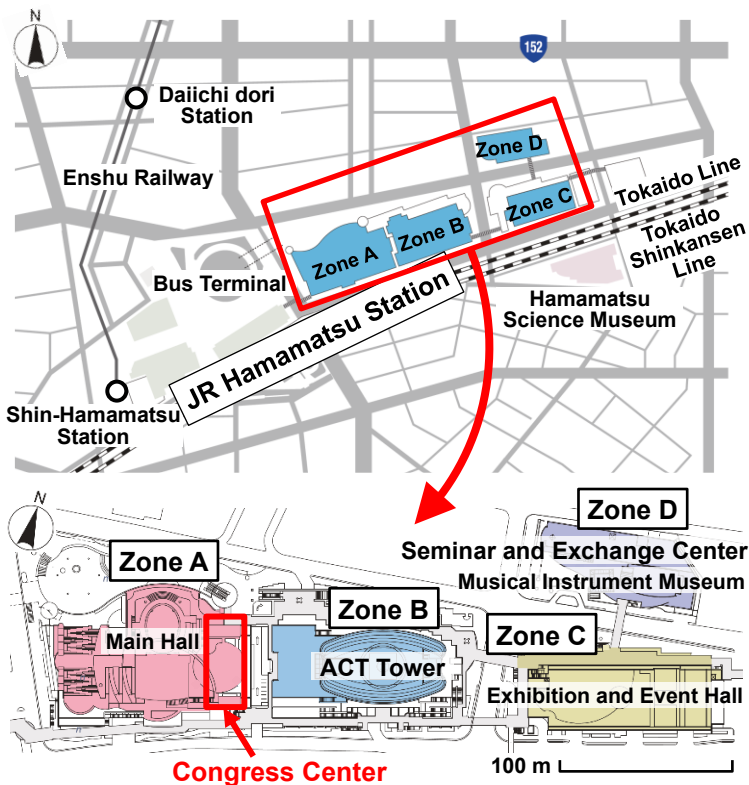 N
152
Daiichi dori
Station
Enshu Railway
Zone D
Zone C
Zone B
Zone A
Tokaido Line
Tokaido
Shinkansen
Line
Bus Terminal
JR Hamamatsu Station
Hamamatsu
Science Museum
Shin-Hamamatsu
Station
N
Zone D
Seminar and Exchange Center
Musical Instrument Museum
Zone A
Zone B
Zone C
Main Hall
ACT Tower
Exhibition and Event Hall
Congress Center
100 m